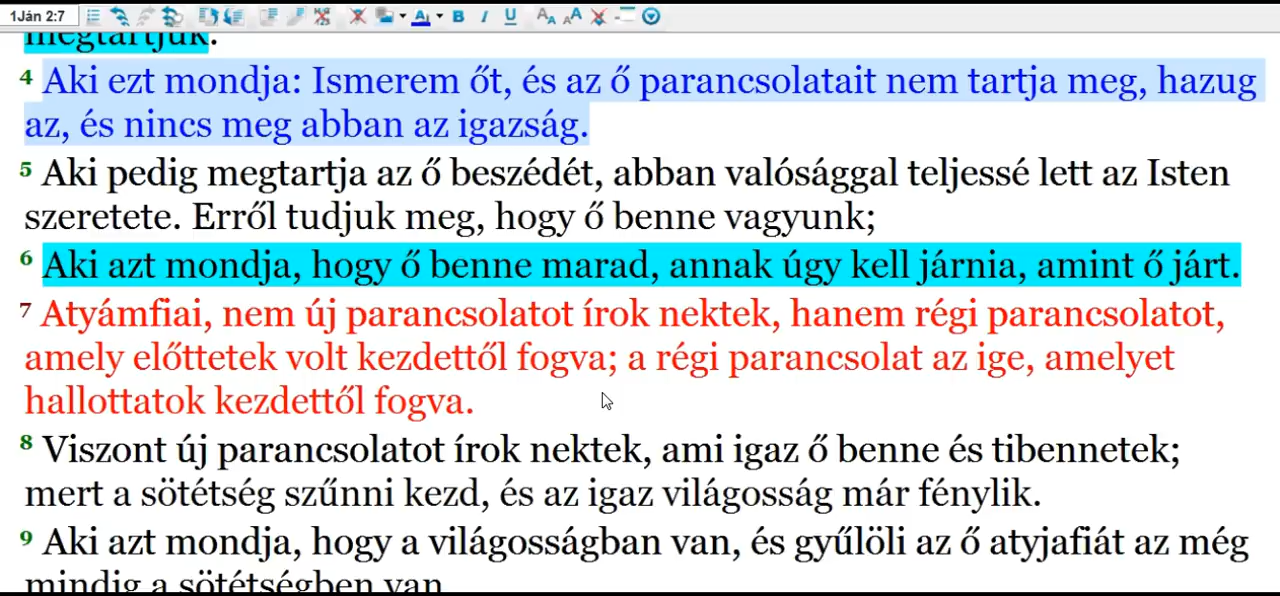 1Ján 2:7
megtartjuk.
4 Aki ezt mondja: Ismerem őt, és az ő parancsolatait nem tartja meg, hazug
az, és nincs meg abban az igazság.
5 Aki pedig megtartja az ő beszédét, abban valósággal teljessé lett az Isten
szeretete. Erről tudjuk meg, hogy ő benne vagyunk;
6 Aki azt mondja, hogy ő benne marad, annak úgy kell járnia, amint ő járt.
7 Atyámfiai, nem új parancsolatot írok nektek, hanem régi parancsolatot,
amely előttetek volt kezdettől fogva; a régi parancsolat az ige, amelyet
hallottatok kezdettől fogva.
8 Viszont új parancsolatot írok nektek, ami igaz ő benne és tibennetek;
mert a sötétség szűnni kezd, és az igaz világosság már fénylik.
9 Aki azt mondja, hogy a világosságban van, és gyűlöli az ő atyjafiát az még
mindig a sötétségben van